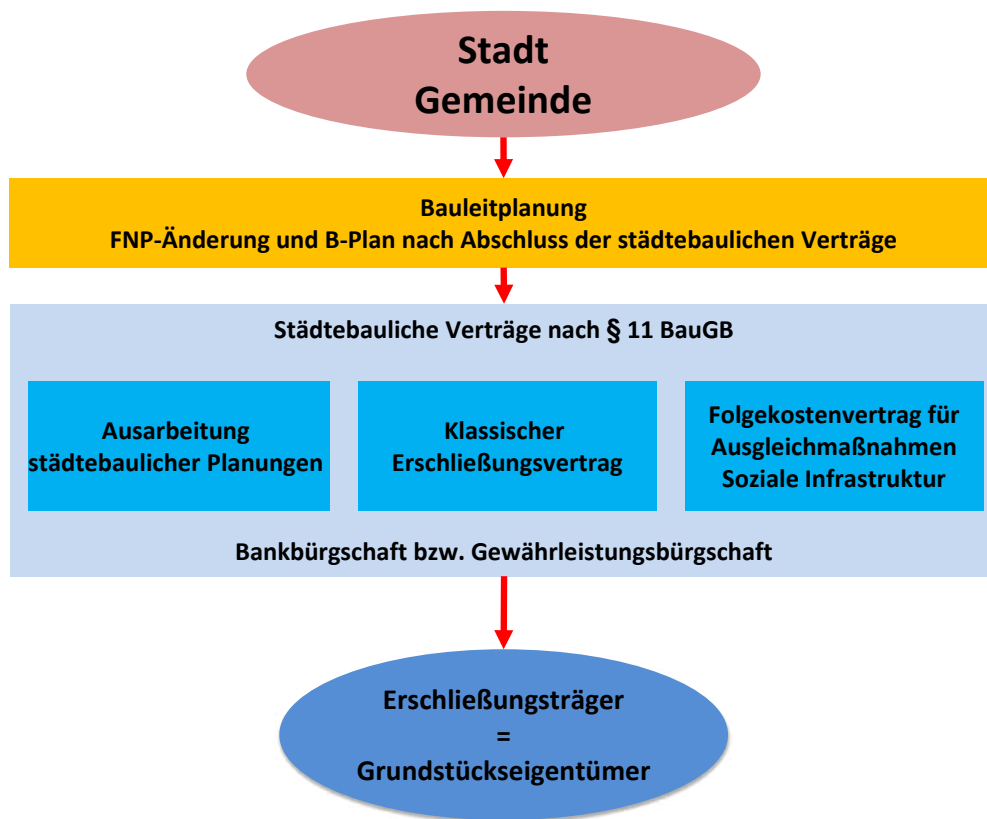 Stadt
Gemeinde
Bauleitplanung
FNP-Änderung und B-Plan nach Abschluss der städtebaulichen Verträge
Städtebauliche Verträge nach § 11 BauGB
Ausarbeitung
städtebaulicher Planungen
Klassischer
Erschließungsvertrag
Folgekostenvertrag für
Ausgleichmaßnahmen
Soziale Infrastruktur
Bankbürgschaft bzw. Gewährleistungsbürgschaft
Erschließungsträger
=
Grundstückseigentümer